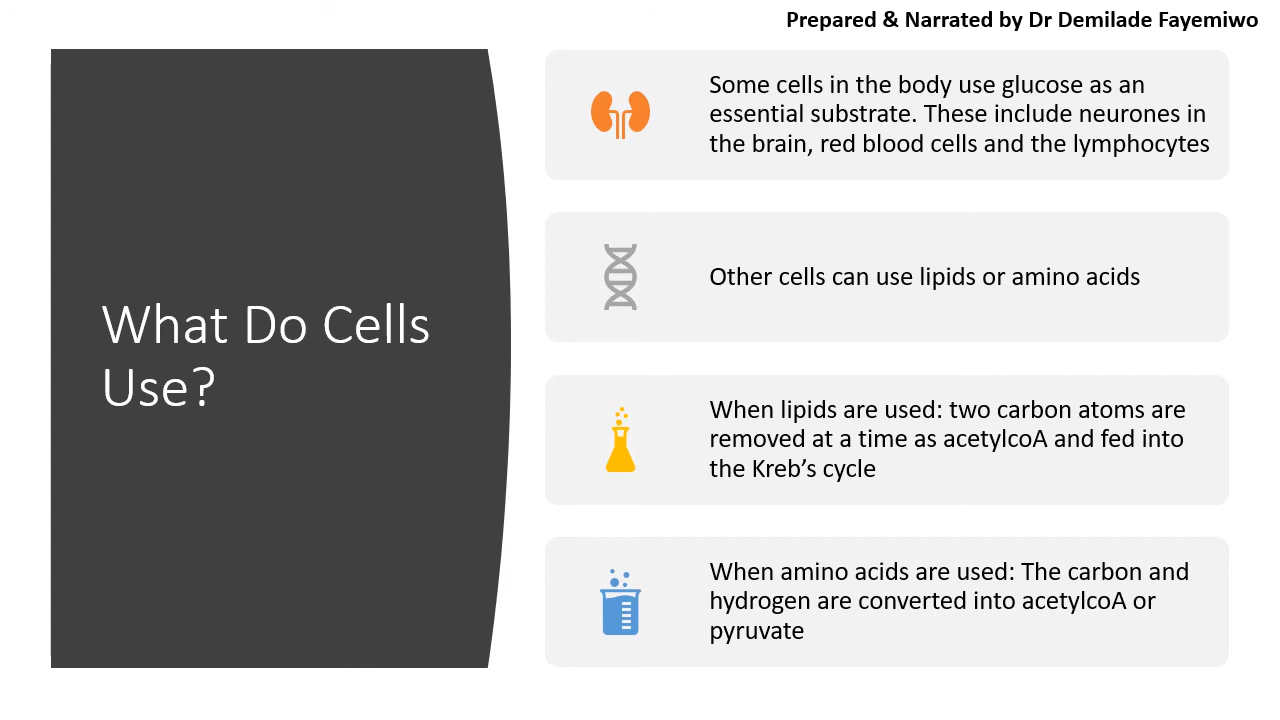 Prepared & Narrated by Dr Demilade Fayemiwo
What Do Cells
Use?
Some cells in the body use glucose as an
essential substrate. These include neurones in
the brain, red blood cells and the lymphocytes
Other cells can use lipids or amino acids
When lipids are used: two carbon atoms are
removed at a time as acetylcoA and fed into
the Kreb’s cycle
When amino acids are used: The carbon and
hydrogen are converted into acetylcoA or
pyruvate